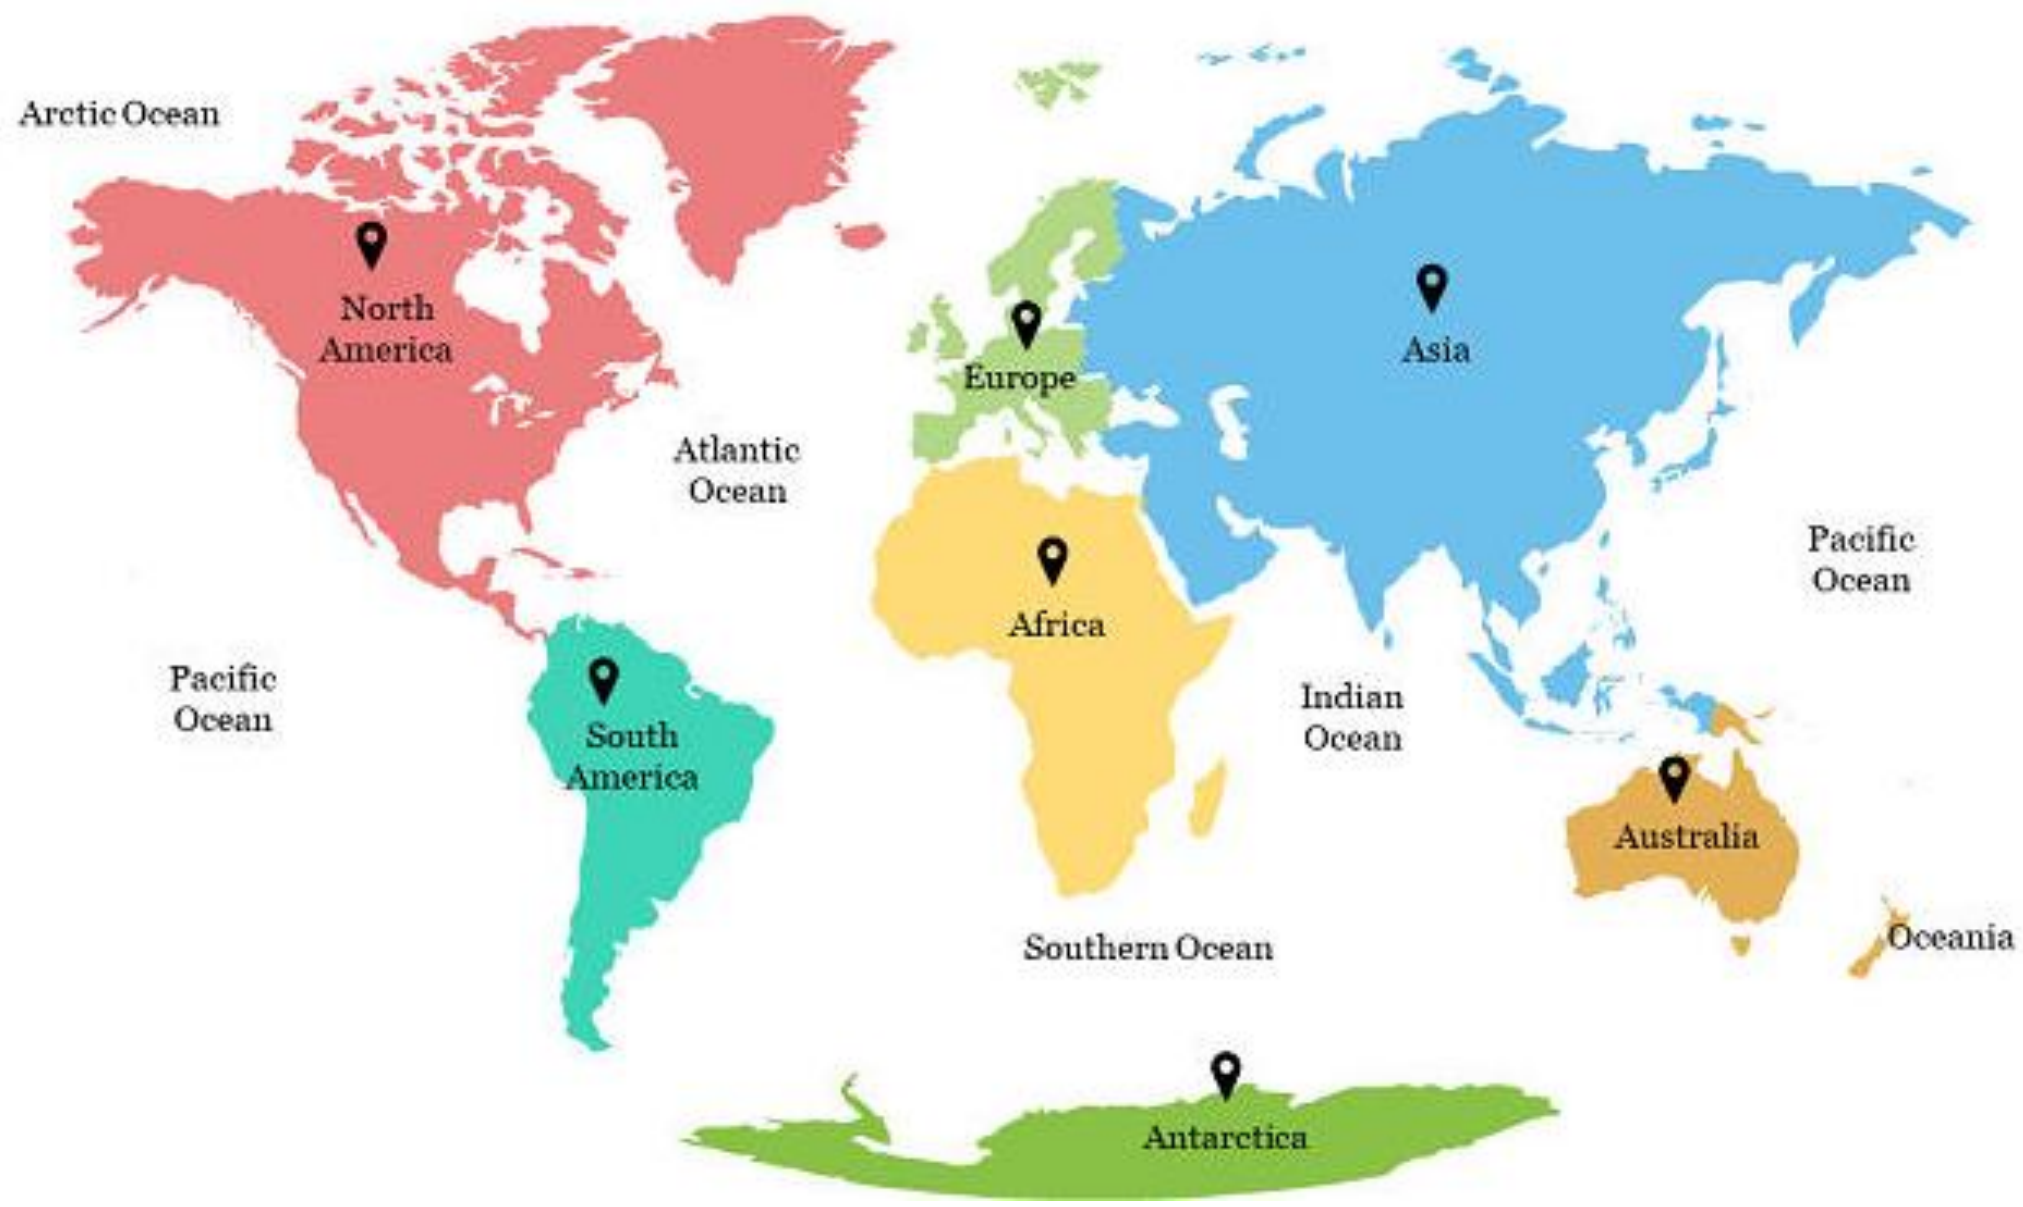 Arctic Ocean
North
America
Europe
Asia
Atlantic
Ocean
Pacific
Ocean
Africa
Pacific
Ocean
South
America
Indian
Ocean
Australia
Southern Ocean
Oceania
Antarctica